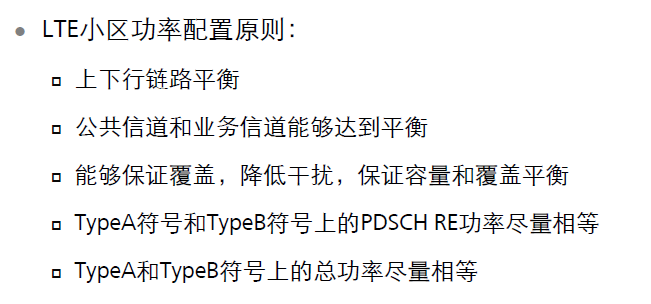 LTE小区功率配置原则：
上下行链路平衡
公共信道和业务信道能够达到平衡
能够保证覆盖，降低干扰，保证容量和覆盖平衡
TypeA符号和TypeB符号上的PDSCH RE功率尽量相等
TypeA和TypeB符号上的总功率尽量相等